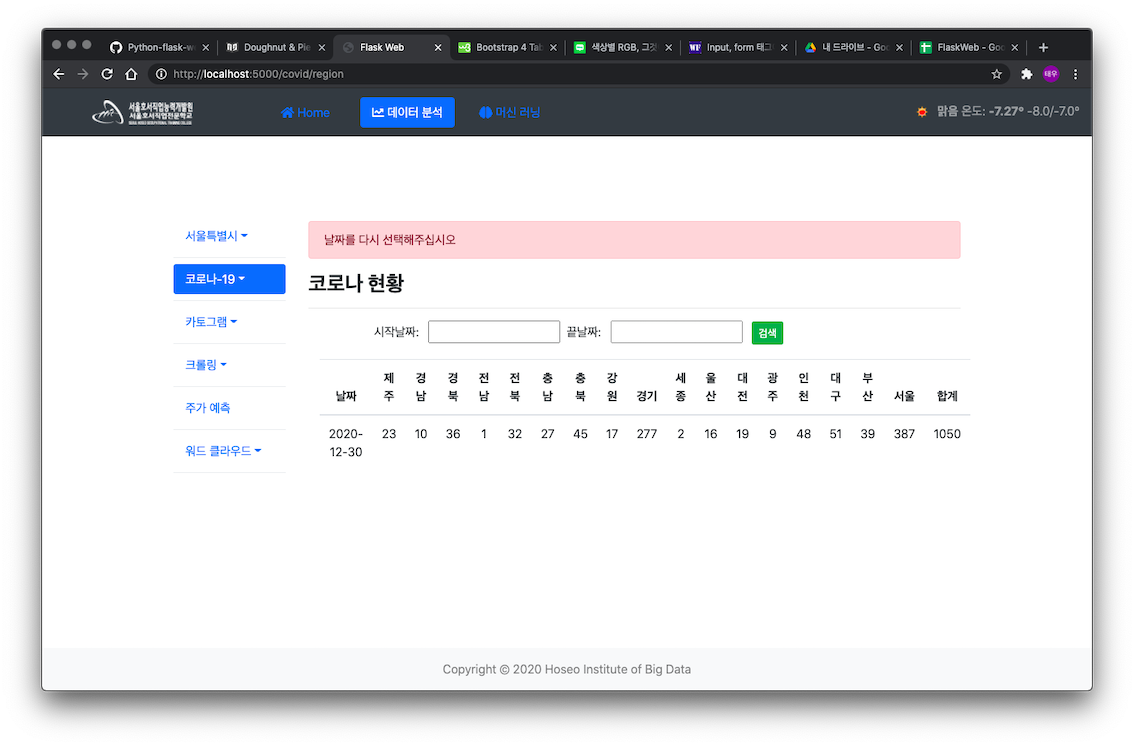 Python-flask-w
Doughnut & Pie
Flask Web
Bootstrap 4 Tab
색상별 RGB, 그것
Input, form 태그
내 드라이브 - Goo
FlaskWeb - Goo
http://localhost:5000/covid/region
태우
서울호서직업능력개발원
서울호서직업전문학교
Home
데이터 분석
머신 러닝
맑음 온도: -7.27° -8.0/-7.0°
서울특별시
코로나-19
카토그램
크롤링
주가 예측
워드 클라우드
날짜를 다시 선택해주십시오
코로나 현황
시작날짜: 끝날짜: 검색
날짜 제주 경남 경북 전남 전북 충남 충북 강원 경기 세종 울산 대전 광주 인천 대구 부산 서울 합계
2020-12-30 23 10 36 1 32 27 45 17 277 2 16 19 9 48 51 39 387 1050
Copyright © 2020 Hoseo Institute of Big Data